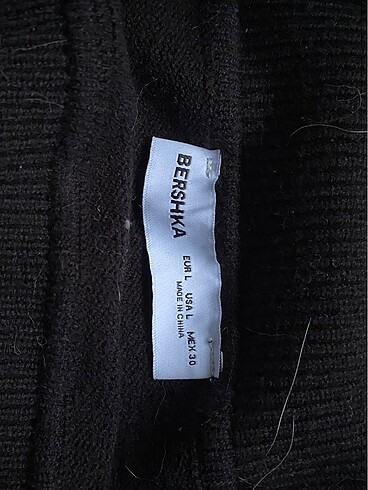 BERSHKA
EUR L USA L MEX 30
MADE IN CHINA